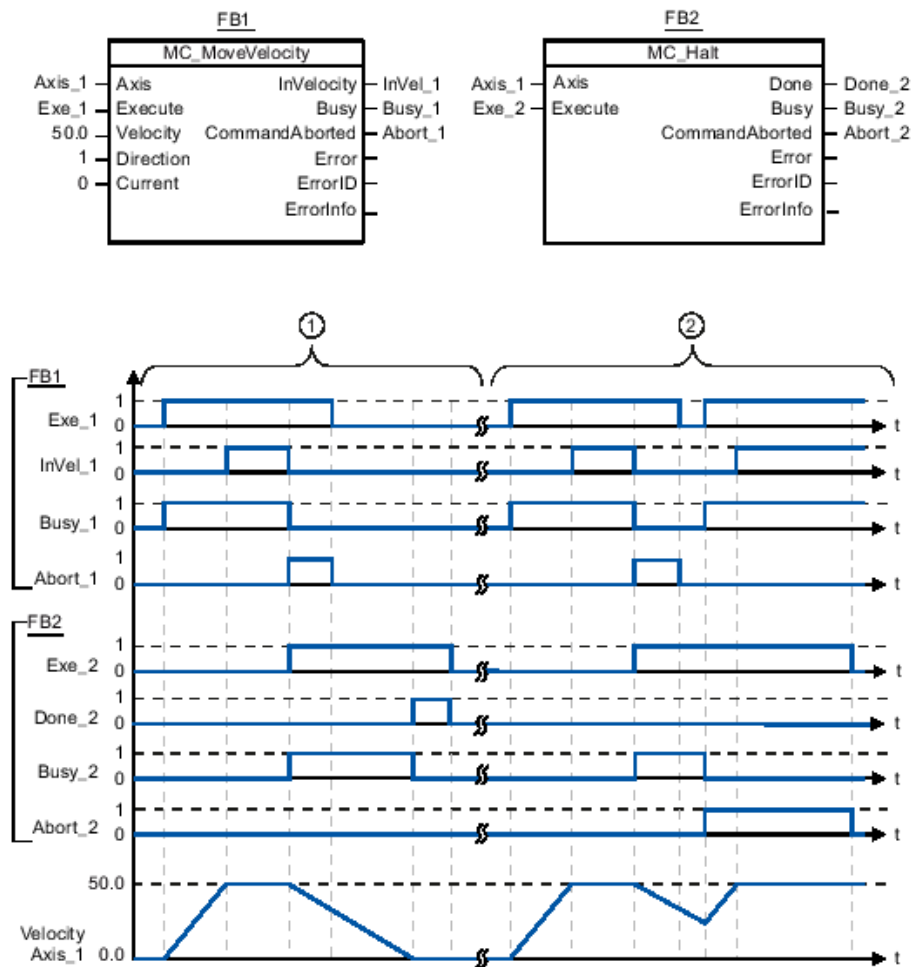 FB1 FB2
MC_MoveVelocity MC_Halt
Axis_1 Axis InVelocity InVel_1 Axis_1 Axis Done Done_2
Exe_1 Execute Busy Busy_1 Exe_2 Execute Busy Busy_2
50.0 Velocity CommandAborted Abort_1 CommandAborted Abort_2
1 Direction Error Error
0 Current ErrorID ErrorID
ErrorInfo ErrorInfo
1 2
FB1
1
Exe_1 0 t
1
InVel_1 0 t
1
Busy_1 0 t
1
Abort_1 0 t
FB2
1
Exe_2 0 t
1
Done_2 0 t
1
Busy_2 0 t
1
Abort_2 0 t
50.0
Velocity
Axis_1 0.0 t